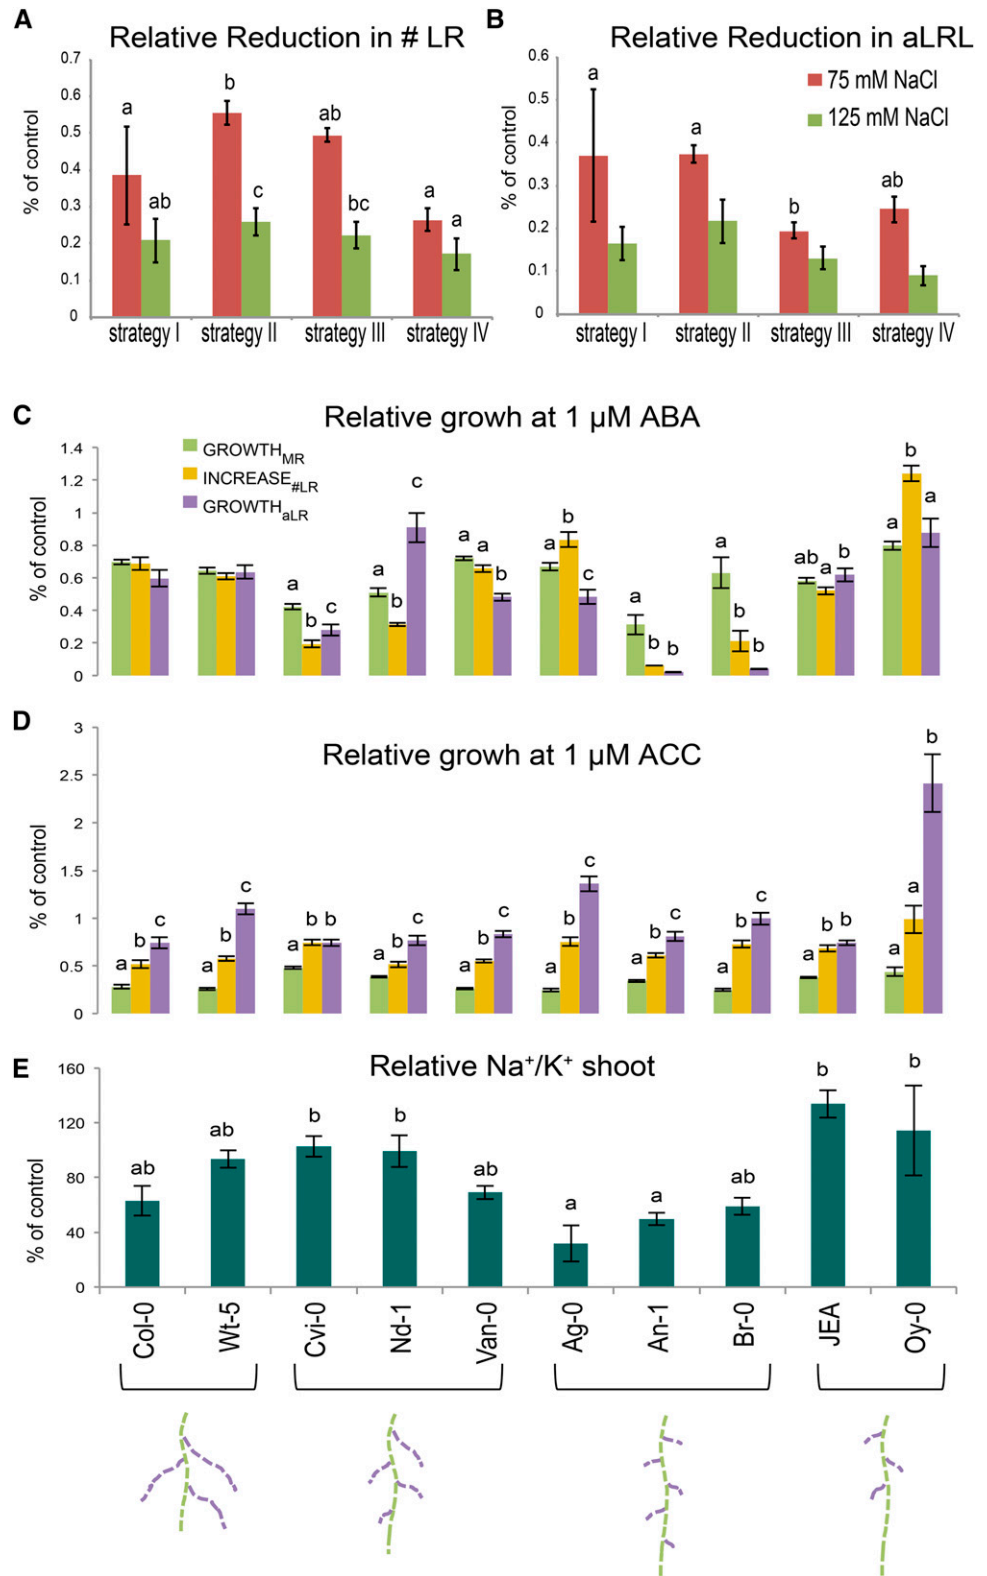 A
Relative Reduction in # LR
% of control
0.7
0.6
0.5
0.4
0.3
0.2
0.1
0
a
ab
b
c
ab
bc
a
a
strategy I
strategy II
strategy III
strategy IV
B
Relative Reduction in aLRL
75 mM NaCl
125 mM NaCl
% of control
0.6
0.5
0.4
0.3
0.2
0.1
0
a
a
b
ab
strategy I
strategy II
strategy III
strategy IV
C
Relative growh at 1 µM ABA
GROWTHMR
INCREASE#LR
GROWTHaLR
% of control
1.4
1.2
1
0.8
0.6
0.4
0.2
0
a
b
c
a
b
c
a
a
b
a
b
c
a
b
b
a
b
b
ab
a
b
a
b
a
D
Relative growh at 1 µM ACC
% of control
3
2.5
2
1.5
1
0.5
0
a
b
c
a
b
c
a
b
b
a
b
c
a
b
c
a
b
c
a
b
c
a
b
c
a
b
b
a
a
b
E
Relative Na⁺/K⁺ shoot
% of control
160
120
80
40
0
ab
ab
b
b
ab
a
a
ab
b
b
Col-0
Wt-5
Cvi-0
Nd-1
Van-0
Ag-0
An-1
Br-0
JEA
Oy-0